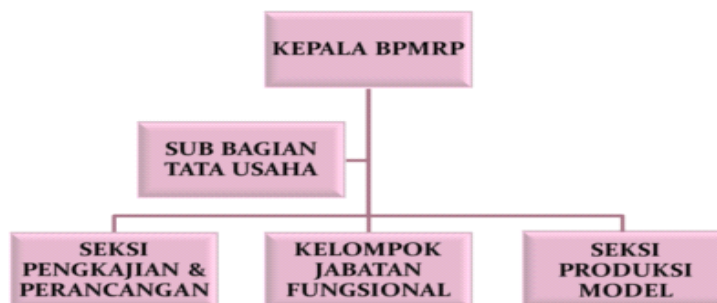 KEPALA BPMRP
SUB BAGIAN
TATA USAHA
SEKSI
PENGKAJIAN &
PERANCANGAN
KELOMPOK
JABATAN
FUNGSIONAL
SEKSI
PRODUKSI
MODEL